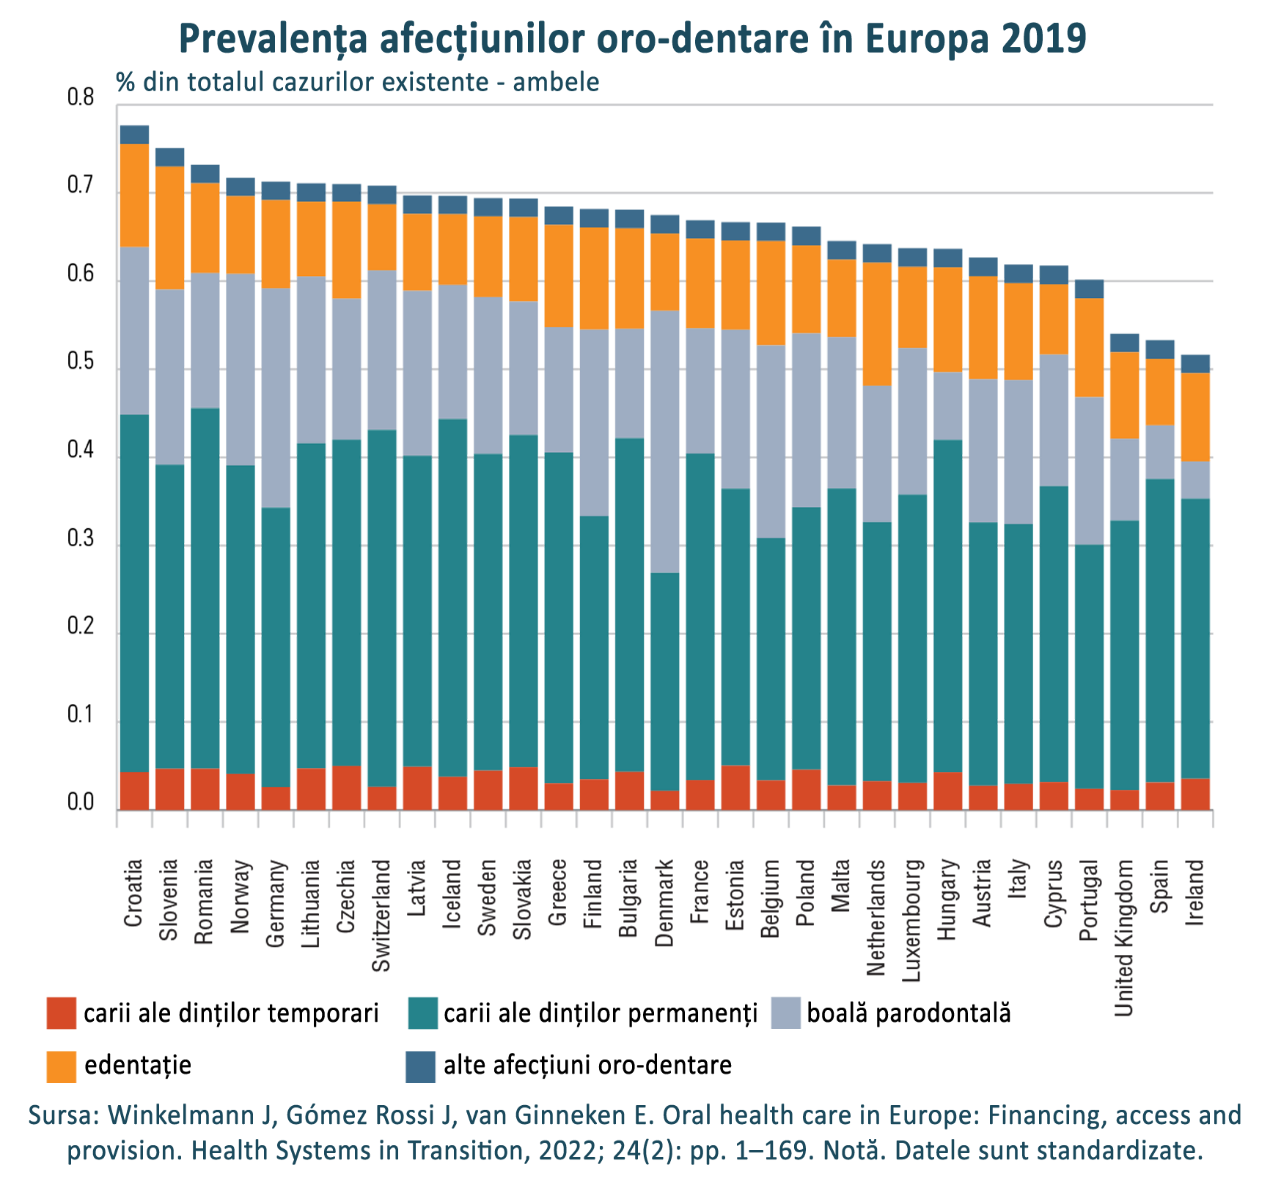 Prevalența afecțiunilor oro-dentare în Europa 2019
% din totalul cazurilor existente - ambele
0.8
0.7
0.6
0.5
0.4
0.3
0.2
0.1
0.0
Croatia
Slovenia
Romania
Norway
Germany
Lithuania
Czechia
Switzerland
Latvia
Iceland
Sweden
Slovakia
Greece
Finland
Bulgaria
Denmark
France
Estonia
Belgium
Poland
Malta
Netherlands
Luxembourg
Hungary
Austria
Italy
Cyprus
Portugal
United Kingdom
Spain
Ireland
carii ale dinților temporari
carii ale dinților permanenți
boală parodontală
edentație
alte afecțiuni oro-dentare
Sursa: Winkelmann J, Gómez Rossi J, van Ginneken E. Oral health care in Europe: Financing, access and
provision. Health Systems in Transition, 2022; 24(2): pp. 1–169. Notă. Datele sunt standardizate.